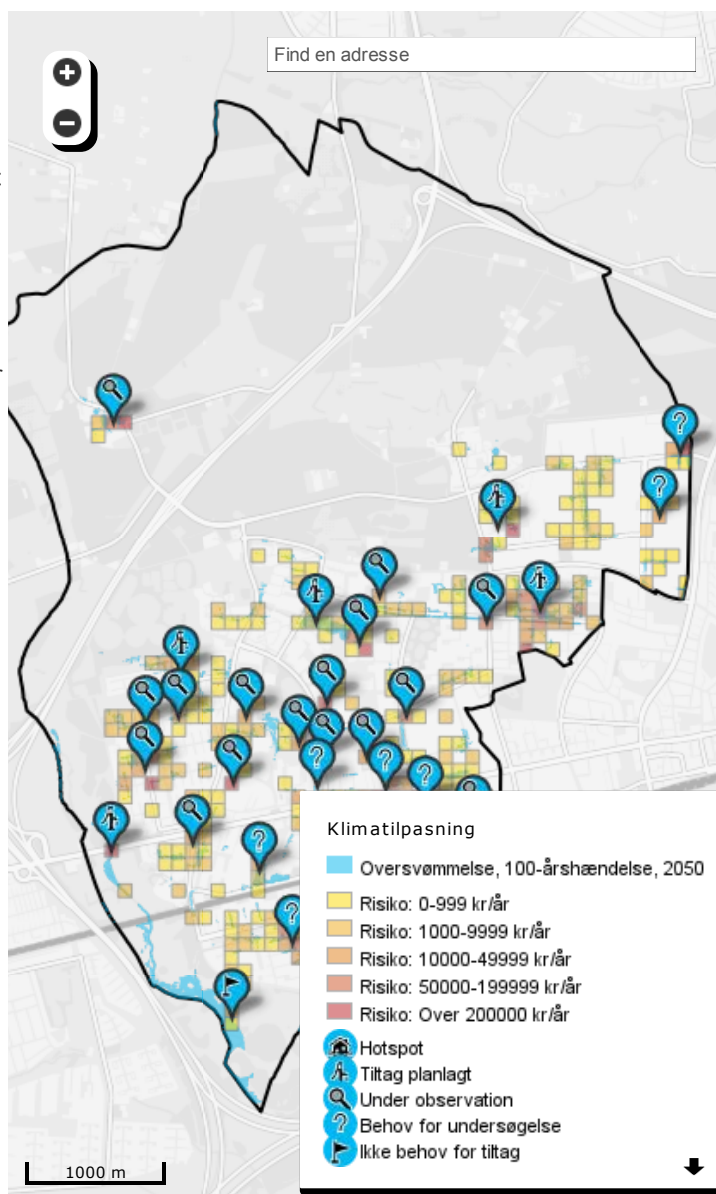 Find en adresse
Klimatilpasning
Oversvømmelse, 100-årshændelse, 2050
Risiko: 0-999 kr/år
Risiko: 1000-9999 kr/år
Risiko: 10000-49999 kr/år
Risiko: 50000-199999 kr/år
Risiko: Over 200000 kr/år
Hotspot
Tiltag planlagt
Under observation
Behov for undersøgelse
Ikke behov for tiltag
1000 m